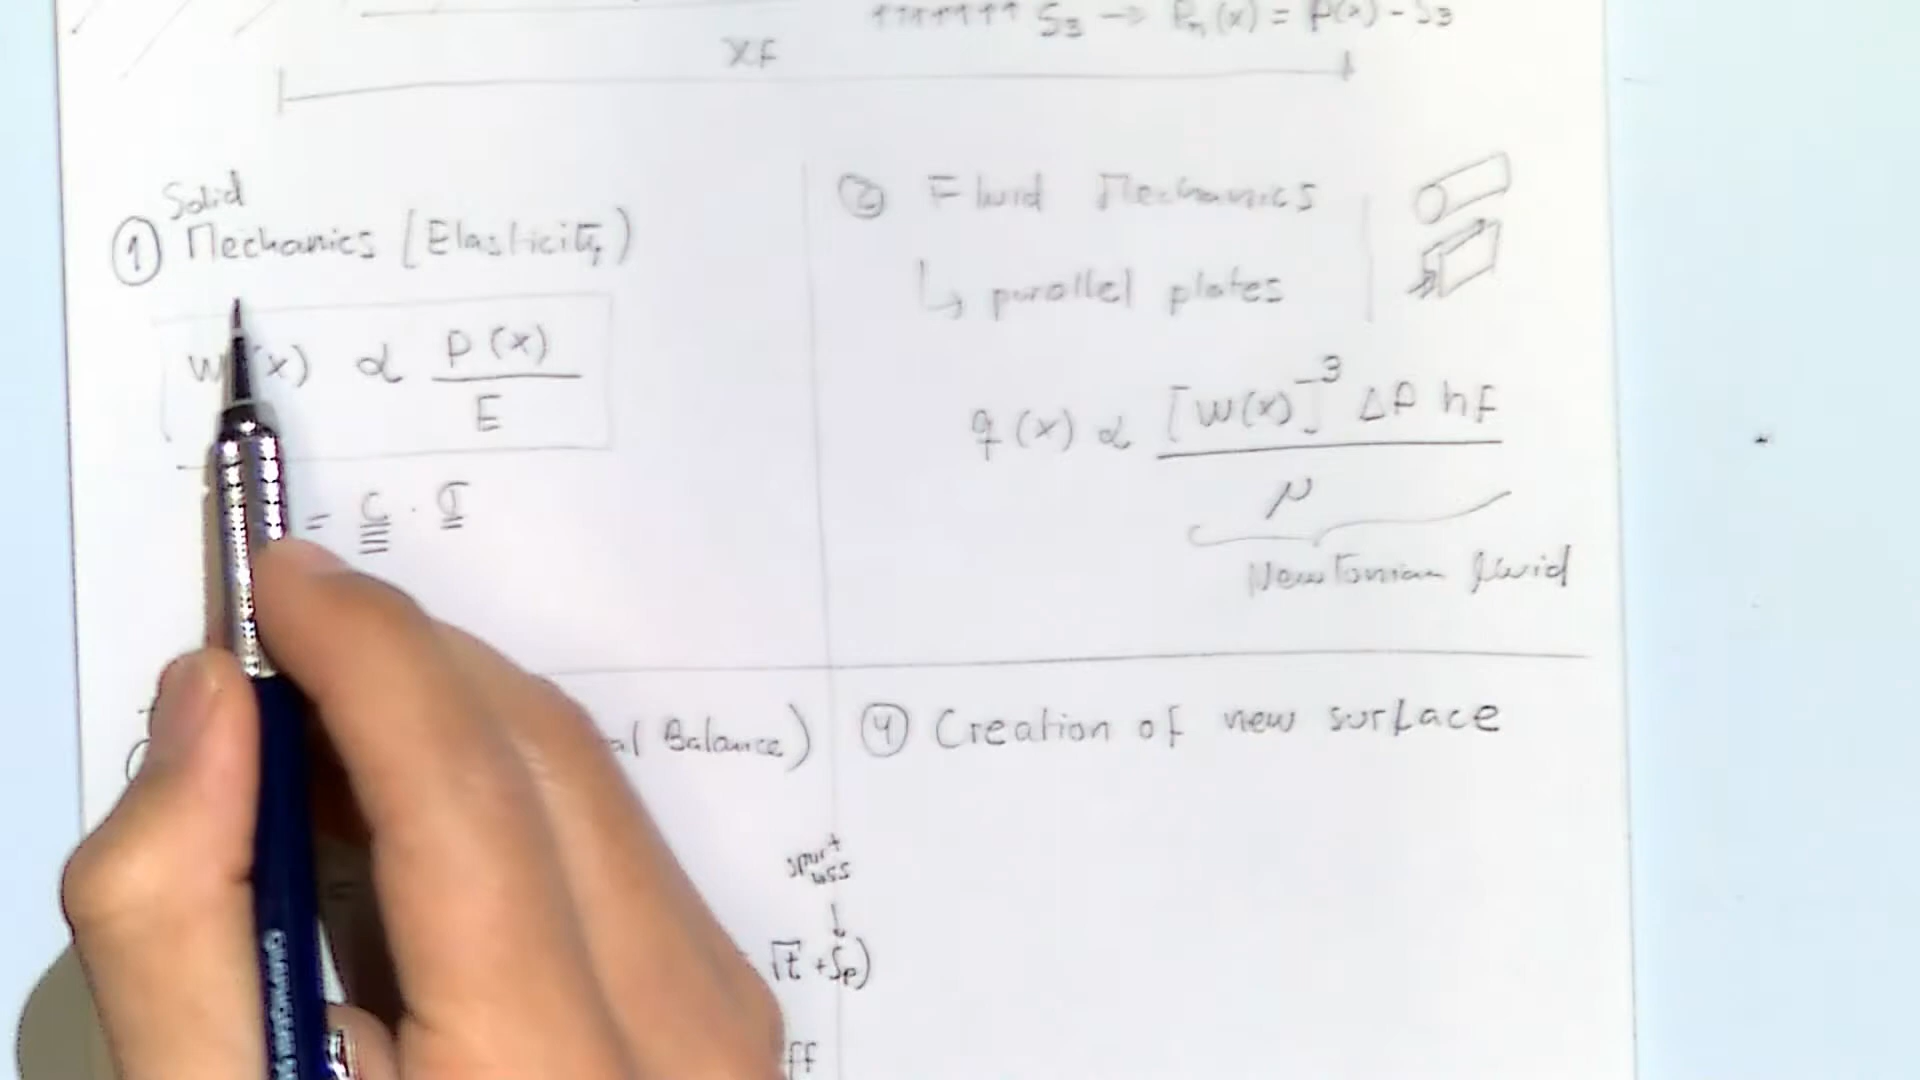 S3 → Pn(x) = P(x) - S3
xF
Solid
① Mechanics (Elasticity)
w(x) ∝ P(x)
E
= C · σ
② Fluid Mechanics
↳ parallel plates
q(x) ∝ [w(x)]³ ΔP hF
μ
Newtonian fluid
Balance)
④ Creation of new surface
spurt
loss
√t + Sp)
ff